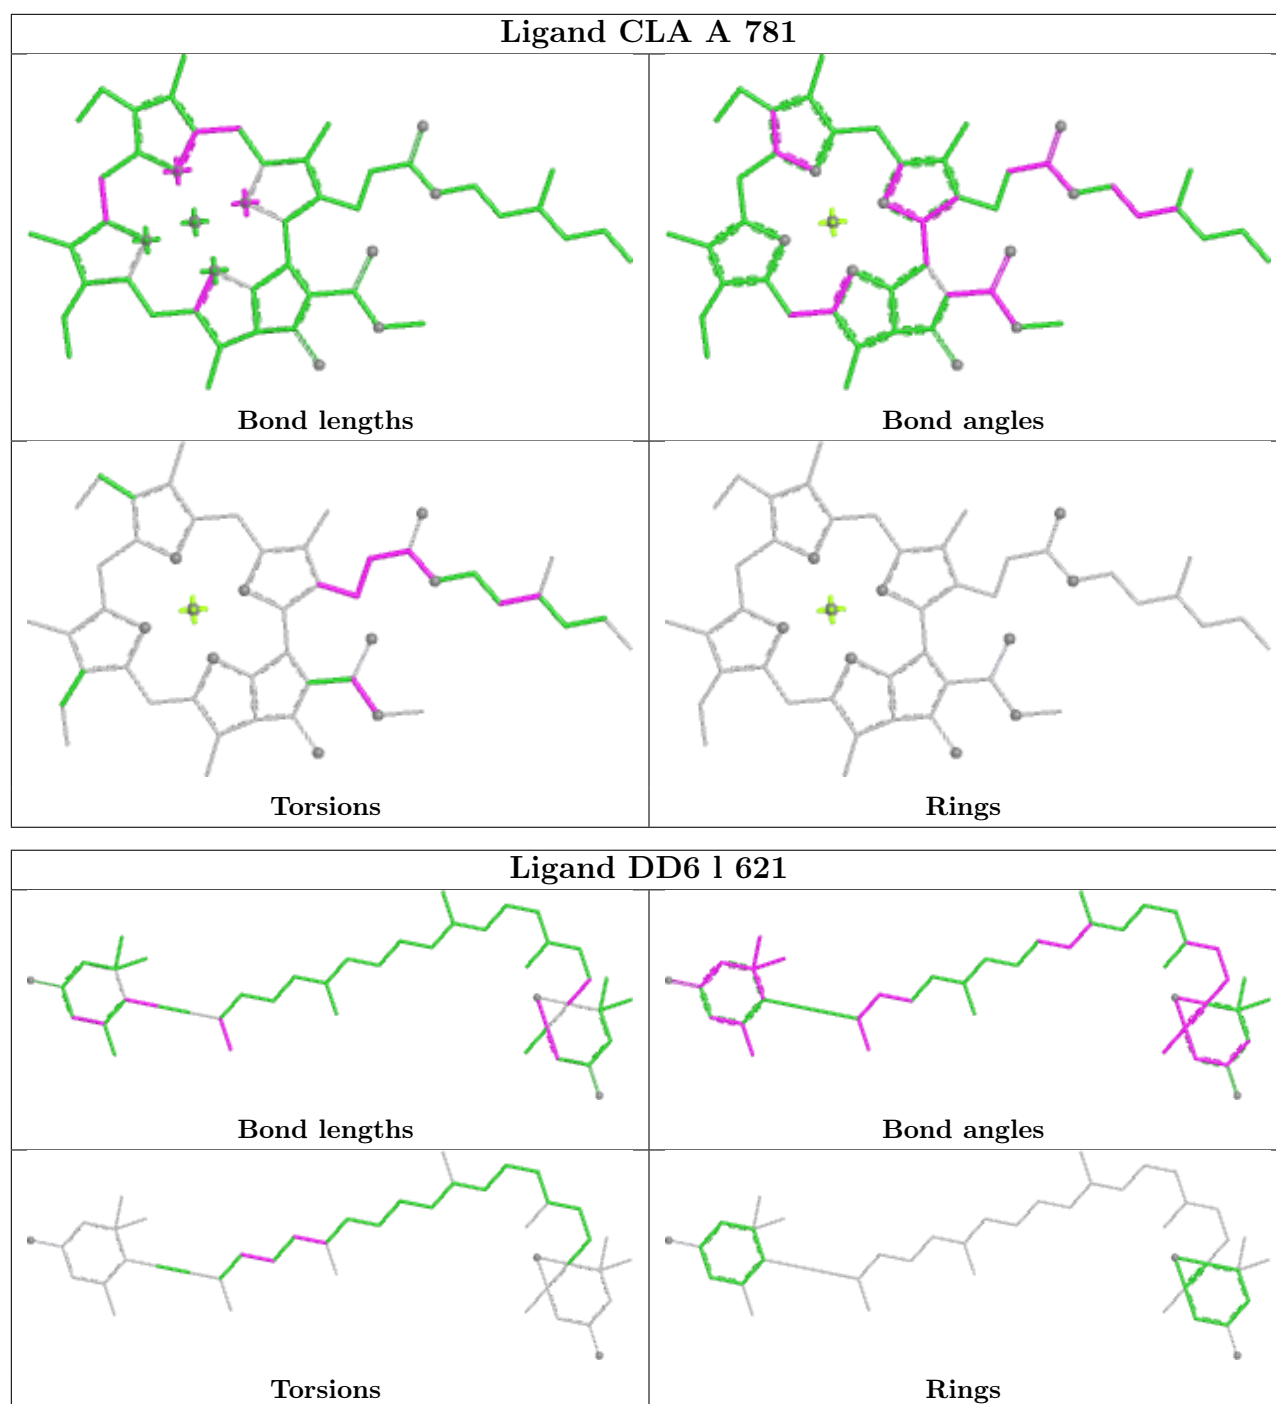 Ligand CLA A 781
Bond lengths
Bond angles
Torsions
Rings
Ligand DD6 l 621
Bond lengths
Bond angles
Torsions
Rings